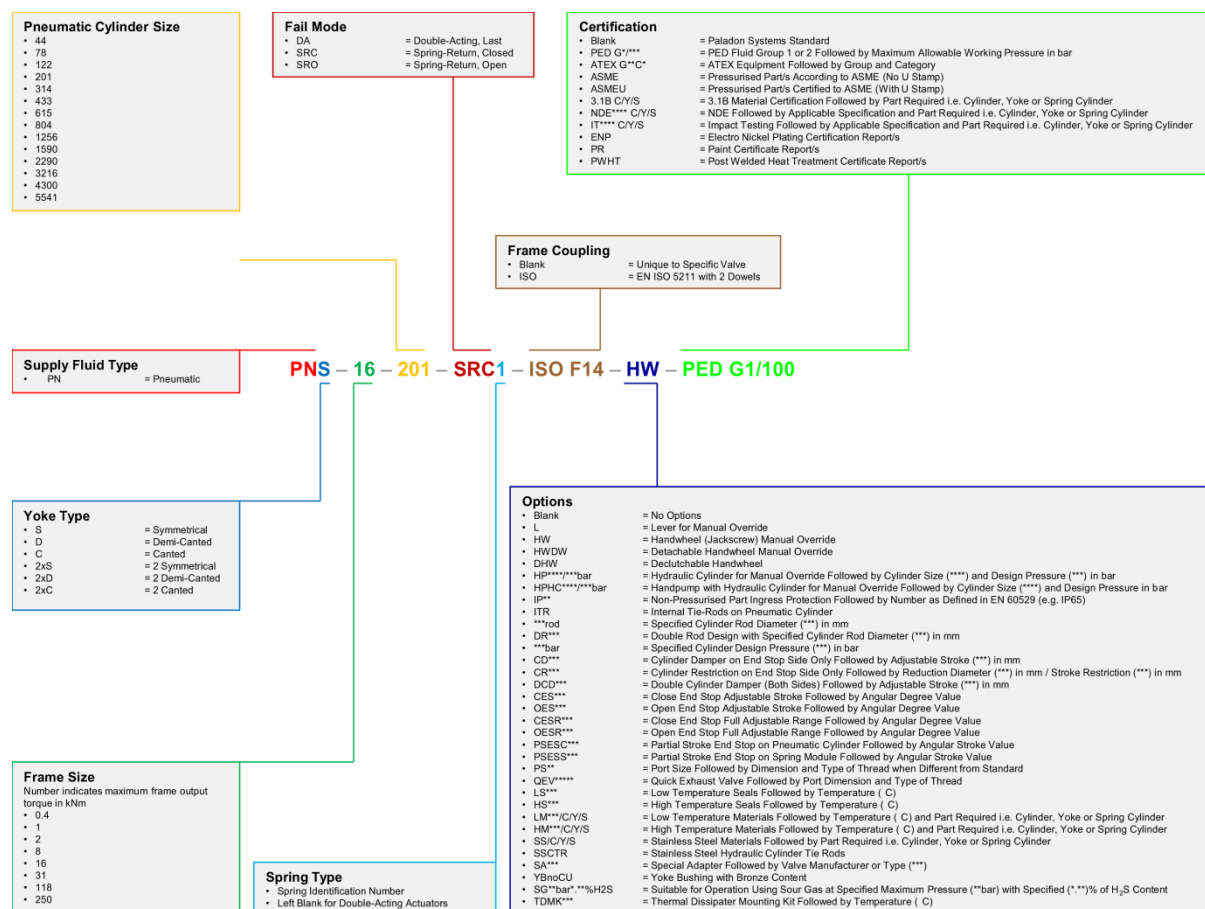 Pneumatic Cylinder Size
• 44
• 78
• 122
• 201
• 314
• 433
• 615
• 804
• 1256
• 1590
• 2290
• 3216
• 4300
• 5541
Fail Mode
• DA = Double-Acting, Last
• SRC = Spring-Return, Closed
• SRO = Spring-Return, Open
Certification
• Blank = Paladon Systems Standard
• PED G*/*** = PED Fluid Group 1 or 2 Followed by Maximum Allowable Working Pressure in bar
• ATEX G**C* = ATEX Equipment Followed by Group and Category
• ASME = Pressurised Part/s According to ASME (No U Stamp)
• ASMEU = Pressurised Part/s Certified to ASME (With U Stamp)
• 3.1B C/Y/S = 3.1B Material Certification Followed by Part Required i.e. Cylinder, Yoke or Spring Cylinder
• NDE**** C/Y/S = NDE Followed by Applicable Specification and Part Required i.e. Cylinder, Yoke or Spring Cylinder
• IT**** C/Y/S = Impact Testing Followed by Applicable Specification and Part Required i.e. Cylinder, Yoke or Spring Cylinder
• ENP = Electro Nickel Plating Certification Report/s
• PR = Paint Certificate Report/s
• PWHT = Post Welded Heat Treatment Certificate Report/s
Frame Coupling
• Blank = Unique to Specific Valve
• ISO = EN ISO 5211 with 2 Dowels
Supply Fluid Type
• PN = Pneumatic
PNS – 16 – 201 – SRC1 – ISO F14 – HW – PED G1/100
Yoke Type
• S = Symmetrical
• D = Demi-Canted
• C = Canted
• 2xS = 2 Symmetrical
• 2xD = 2 Demi-Canted
• 2xC = 2 Canted
Frame Size
Number indicates maximum frame output
torque in kNm
• 0.4
• 1
• 2
• 8
• 16
• 31
• 118
• 250
Spring Type
• Spring Identification Number
• Left Blank for Double-Acting Actuators
Options
• Blank = No Options
• L = Lever for Manual Override
• HW = Handwheel (Jackscrew) Manual Override
• HWDW = Detachable Handwheel Manual Override
• DHW = Declutchable Handwheel
• HP****/***bar = Hydraulic Cylinder for Manual Override Followed by Cylinder Size (****) and Design Pressure (***) in bar
• HPHC****/***bar = Handpump with Hydraulic Cylinder for Manual Override Followed by Cylinder Size (****) and Design Pressure in bar
• IP** = Non-Pressurised Part Ingress Protection Followed by Number as Defined in EN 60529 (e.g. IP65)
• ITR = Internal Tie-Rods on Pneumatic Cylinder
• ***rod = Specified Cylinder Rod Diameter (***) in mm
• DR*** = Double Rod Design with Specified Cylinder Rod Diameter (***) in mm
• ***bar = Specified Cylinder Design Pressure (***) in bar
• CD*** = Cylinder Damper on End Stop Side Only Followed by Adjustable Stroke (***) in mm
• CR*** = Cylinder Restriction on End Stop Side Only Followed by Reduction Diameter (***) in mm / Stroke Restriction (***) in mm
• DCD*** = Double Cylinder Damper (Both Sides) Followed by Adjustable Stroke (***) in mm
• CES*** = Close End Stop Adjustable Stroke Followed by Angular Degree Value
• OES*** = Open End Stop Adjustable Stroke Followed by Angular Degree Value
• CESR*** = Close End Stop Full Adjustable Range Followed by Angular Degree Value
• OESR*** = Open End Stop Full Adjustable Range Followed by Angular Degree Value
• PSESC*** = Partial Stroke End Stop on Pneumatic Cylinder Followed by Angular Stroke Value
• PSESS*** = Partial Stroke End Stop on Spring Module Followed by Angular Stroke Value
• PS** = Port Size Followed by Dimension and Type of Thread when Different from Standard
• QEV***** = Quick Exhaust Valve Followed by Port Dimension and Type of Thread
• LS*** = Low Temperature Seals Followed by Temperature ( C)
• HS*** = High Temperature Seals Followed by Temperature ( C)
• LM***/C/Y/S = Low Temperature Materials Followed by Temperature ( C) and Part Required i.e. Cylinder, Yoke or Spring Cylinder
• HM***/C/Y/S = High Temperature Materials Followed by Temperature ( C) and Part Required i.e. Cylinder, Yoke or Spring Cylinder
• SS/C/Y/S = Stainless Steel Materials Followed by Part Required i.e. Cylinder, Yoke or Spring Cylinder
• SSCTR = Stainless Steel Hydraulic Cylinder Tie Rods
• SA*** = Special Adapter Followed by Valve Manufacturer or Type (***)
• YBnoCU = Yoke Bushing with Bronze Content
• SG**bar*.**%H2S = Suitable for Operation Using Sour Gas at Specified Maximum Pressure (**bar) with Specified (*.**)% of H₂S Content
• TDMK*** = Thermal Dissipater Mounting Kit Followed by Temperature ( C)